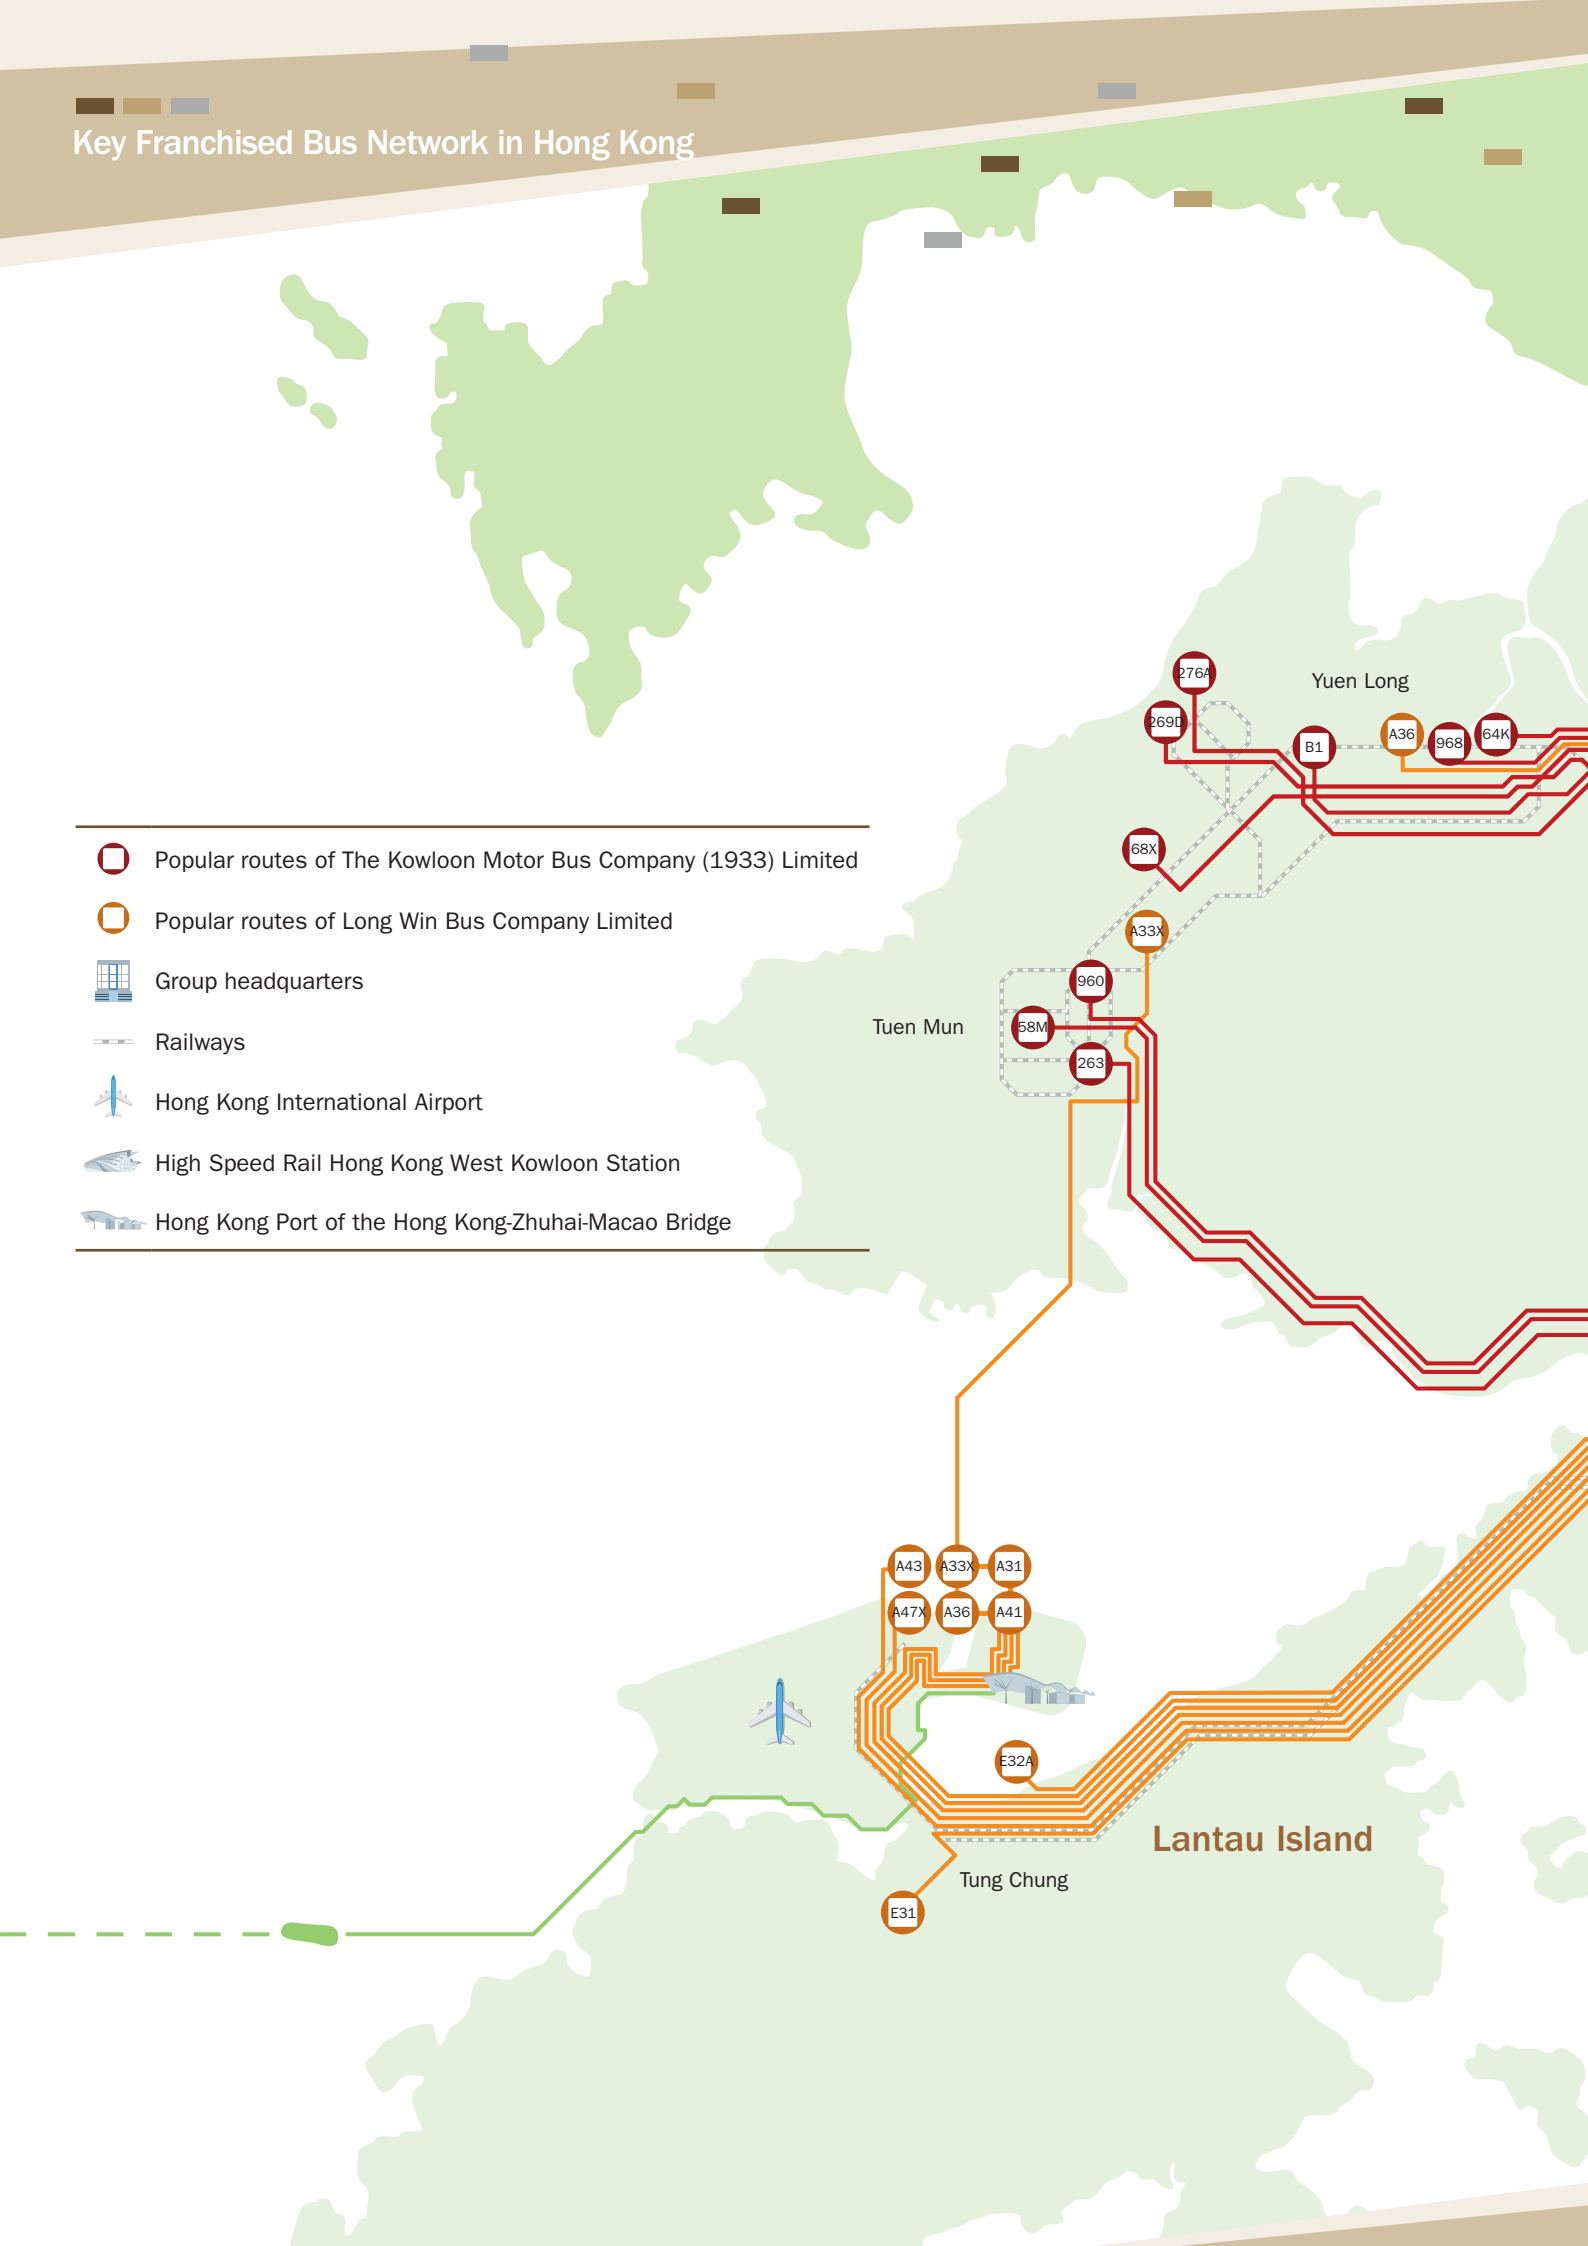 Key Franchised Bus Network in Hong Kong
276A
Yuen Long
269D
B1
A36
968
64K
68X
Popular routes of The Kowloon Motor Bus Company (1933) Limited
Popular routes of Long Win Bus Company Limited
A33X
Group headquarters
960
Tuen Mun
58M
Railways
263
Hong Kong International Airport
High Speed Rail Hong Kong West Kowloon Station
Hong Kong Port of the Hong Kong-Zhuhai-Macao Bridge
A43
A33X
A31
A47X
A36
A41
E32A
Lantau Island
Tung Chung
E31